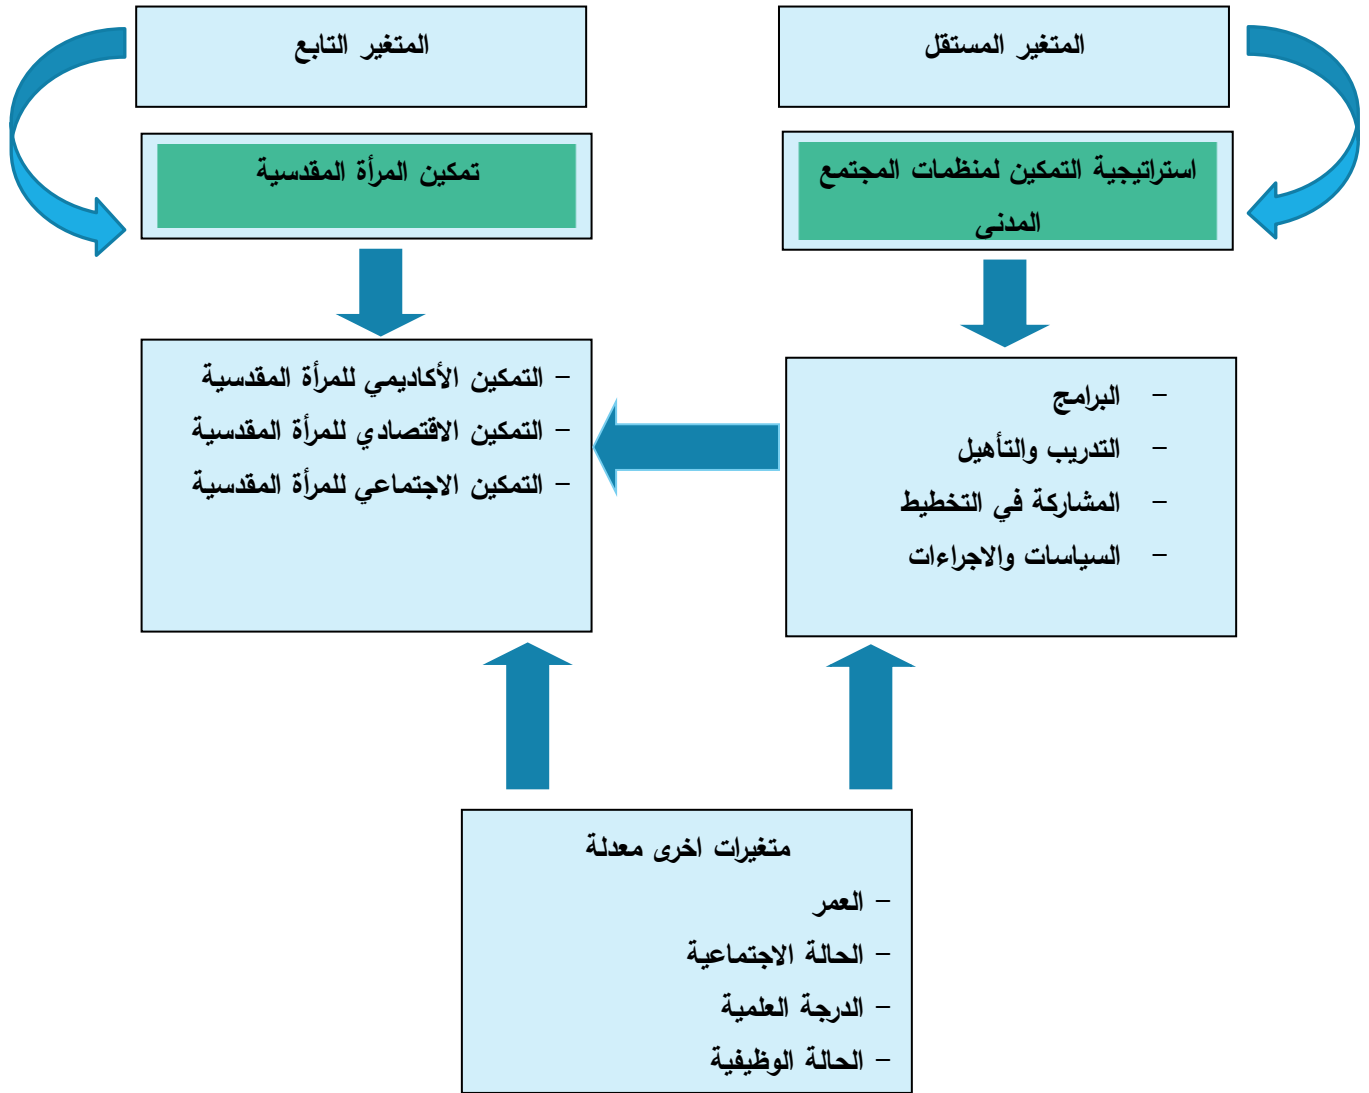 المتغير المستقل
المتغير التابع
استراتيجية التمكين لمنظمات المجتمع
المدني
تمكين المرأة المقدسية
- البرامج
- التدريب والتأهيل
- المشاركة في التخطيط
- السياسات والاجراءات
- التمكين الأكاديمي للمرأة المقدسية
- التمكين الاقتصادي للمرأة المقدسية
- التمكين الاجتماعي للمرأة المقدسية
متغيرات اخرى معدلة
- العمر
- الحالة الاجتماعية
- الدرجة العلمية
- الحالة الوظيفية